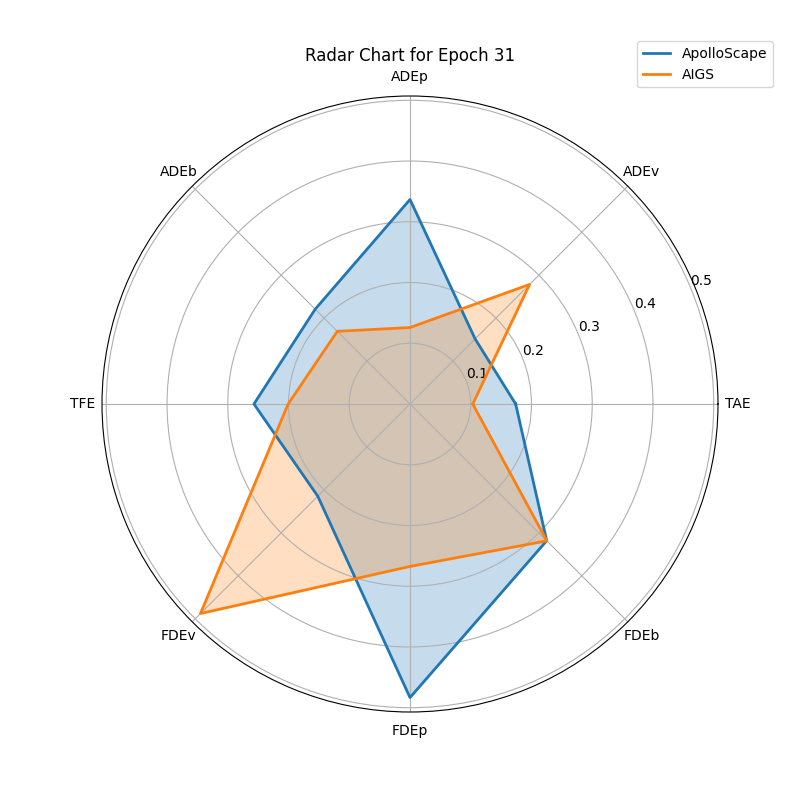 Radar Chart for Epoch 31
ApolloScape
AIGS
ADEp
ADEb
ADEv
0.5
0.4
0.3
0.2
0.1
TFE
TAE
FDEv
FDEb
FDEp